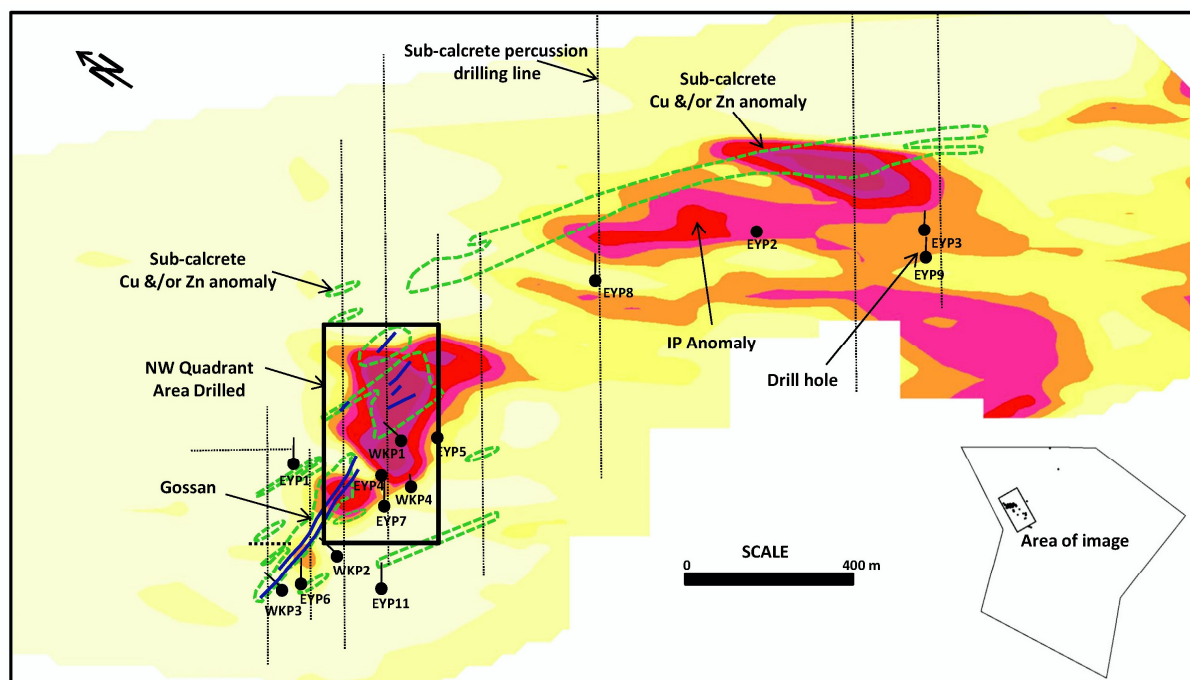 Sub-calcrete percussion
drilling line
Sub-calcrete
Cu &/or Zn anomaly
Sub-calcrete
Cu &/or Zn anomaly
EYP2
EYP3
EYP9
EYP8
IP Anomaly
Drill hole
NW Quadrant
Area Drilled
WKP1
EYP5
EYP1
EYP4
WKP4
Gossan
EYP7
WKP2
EYP6
WKP3
EYP11
SCALE
0
400 m
Area of image